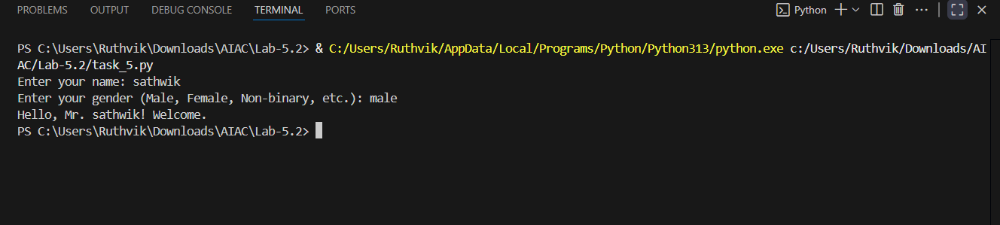 PROBLEMS OUTPUT DEBUG CONSOLE TERMINAL PORTS Python
PS C:\Users\Ruthvik\Downloads\AIAC\Lab-5.2> & C:/Users/Ruthvik/AppData/Local/Programs/Python/Python313/python.exe c:/Users/Ruthvik/Downloads/AI
AC/Lab-5.2/task_5.py
Enter your name: sathwik
Enter your gender (Male, Female, Non-binary, etc.): male
Hello, Mr. sathwik! Welcome.
PS C:\Users\Ruthvik\Downloads\AIAC\Lab-5.2>